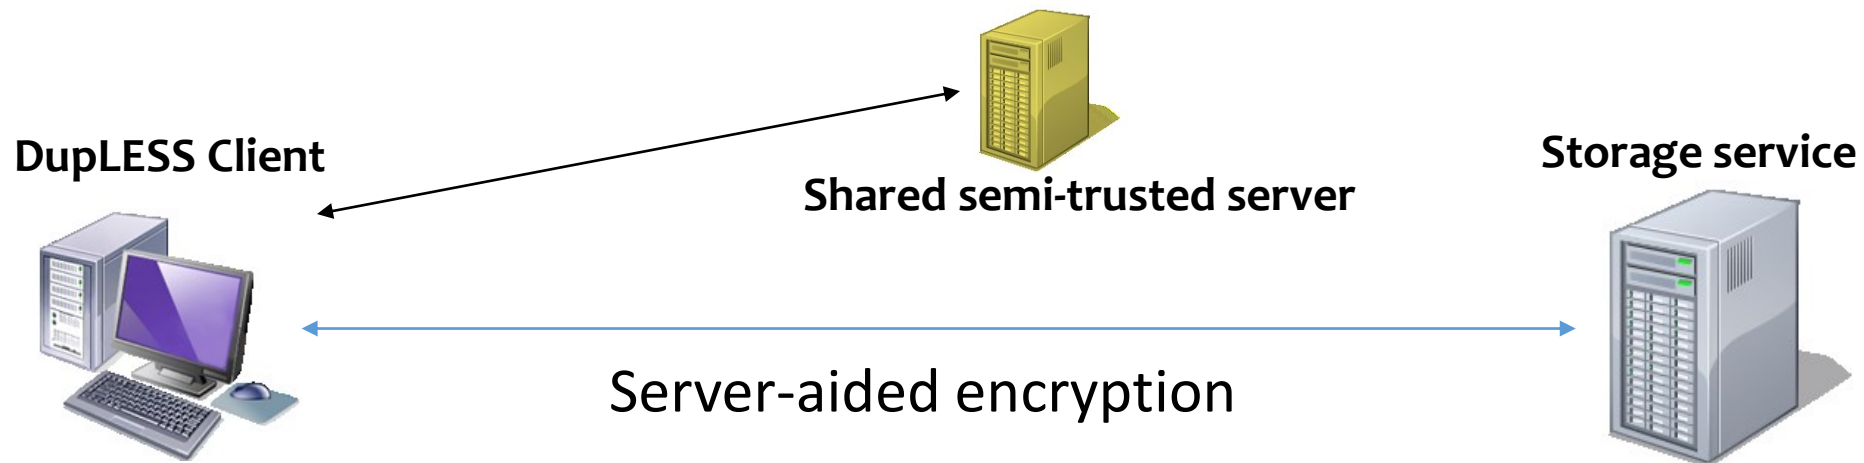 DupLESS Client
Shared semi-trusted server
Storage service
Server-aided encryption